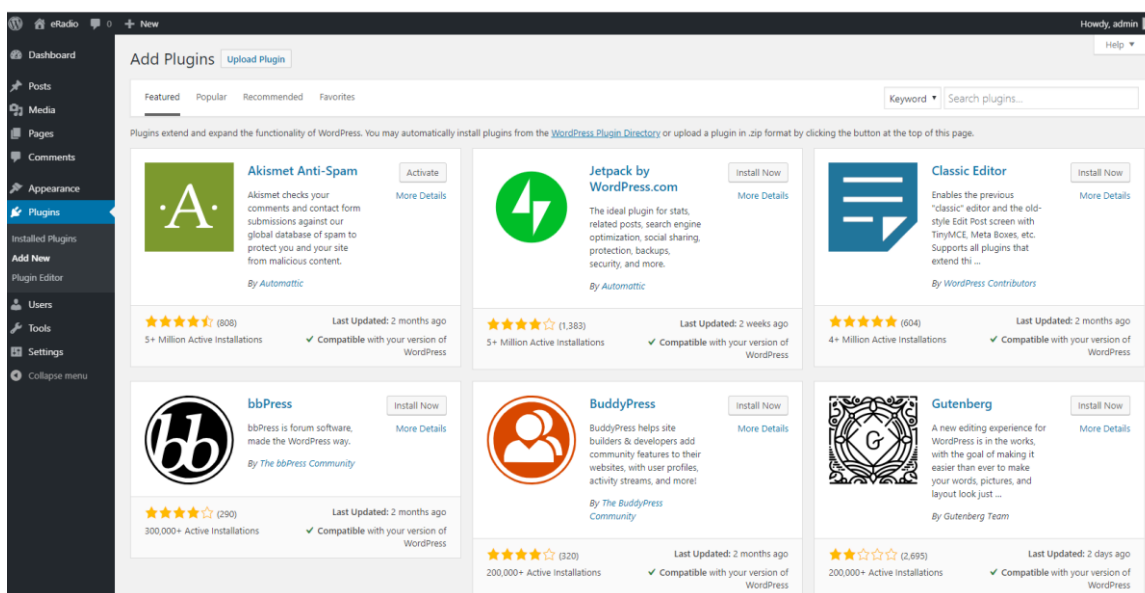 eRadio 0 + New Howdy, admin
Help ▼
Dashboard
Posts
Media
Pages
Comments
Appearance
Plugins
Installed Plugins
Add New
Plugin Editor
Users
Tools
Settings
Collapse menu
Add Plugins Upload Plugin
Featured Popular Recommended Favorites
Keyword ▼ Search plugins...
Plugins extend and expand the functionality of WordPress. You may automatically install plugins from the WordPress Plugin Directory or upload a plugin in .zip format by clicking the button at the top of this page.
·A·
Akismet Anti-Spam
Activate
More Details
Akismet checks your
comments and contact form
submissions against our
global database of spam to
protect you and your site
from malicious content.
By Automattic
(808)
5+ Million Active Installations
Last Updated: 2 months ago
✓ Compatible with your version of
WordPress
Jetpack by
WordPress.com
Install Now
More Details
The ideal plugin for stats,
related posts, search engine
optimization, social sharing,
protection, backups,
security, and more.
By Automattic
(1,383)
5+ Million Active Installations
Last Updated: 2 weeks ago
✓ Compatible with your version of
WordPress
Classic Editor
Install Now
More Details
Enables the previous
"classic" editor and the old-
style Edit Post screen with
TinyMCE, Meta Boxes, etc.
Supports all plugins that
extend thi ...
By WordPress Contributors
(604)
4+ Million Active Installations
Last Updated: 2 months ago
✓ Compatible with your version of
WordPress
bb
bbPress
Install Now
More Details
bbPress is forum software,
made the WordPress way.
By The bbPress Community
(290)
300,000+ Active Installations
Last Updated: 2 months ago
✓ Compatible with your version of
WordPress
BuddyPress
Install Now
More Details
BuddyPress helps site
builders & developers add
community features to their
websites, with user profiles,
activity streams, and more!
By The BuddyPress
Community
(320)
200,000+ Active Installations
Last Updated: 2 months ago
✓ Compatible with your version of
WordPress
G
Gutenberg
Install Now
More Details
A new editing experience for
WordPress is in the works,
with the goal of making it
easier than ever to make
your words, pictures, and
layout look just ...
By Gutenberg Team
(2,695)
200,000+ Active Installations
Last Updated: 2 days ago
✓ Compatible with your version of
WordPress